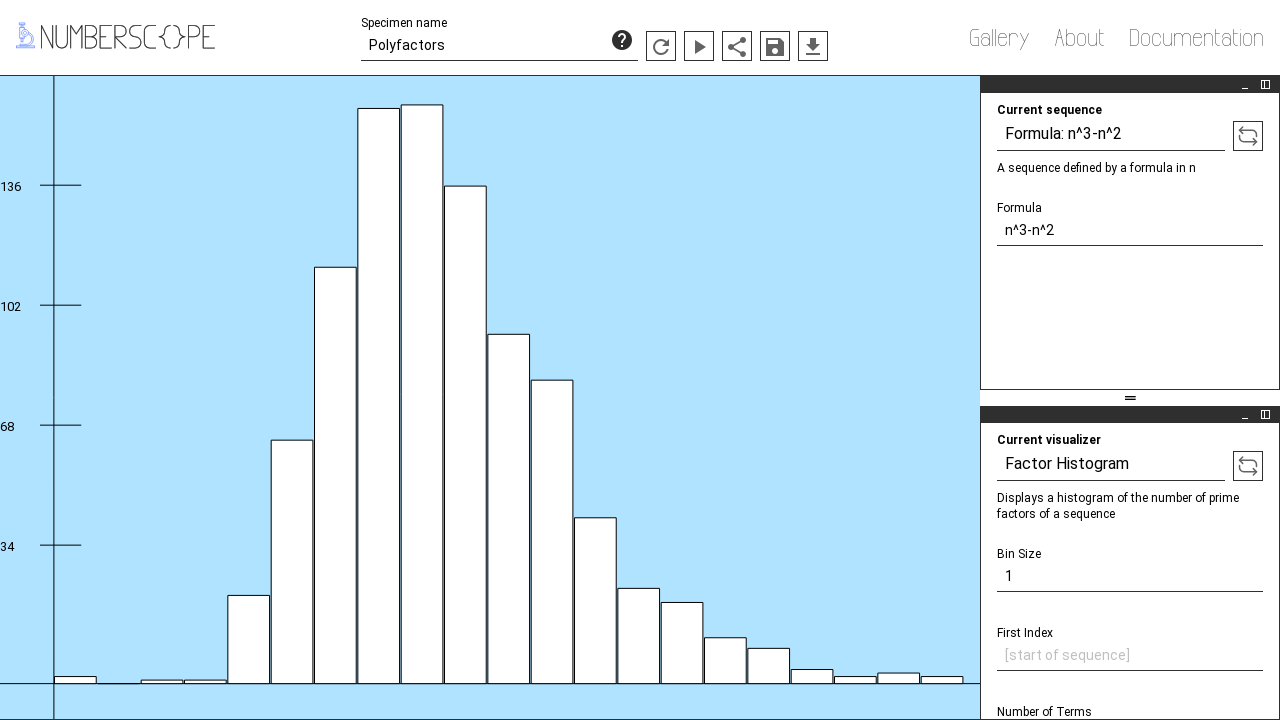 NUMBERSCOPE
Specimen name
Polyfactors
Gallery
About
Documentation
136
102
68
34
Current sequence
Formula: n^3-n^2
A sequence defined by a formula in n
Formula
n^3-n^2
Current visualizer
Factor Histogram
Displays a histogram of the number of prime
factors of a sequence
Bin Size
1
First Index
[start of sequence]
Number of Terms